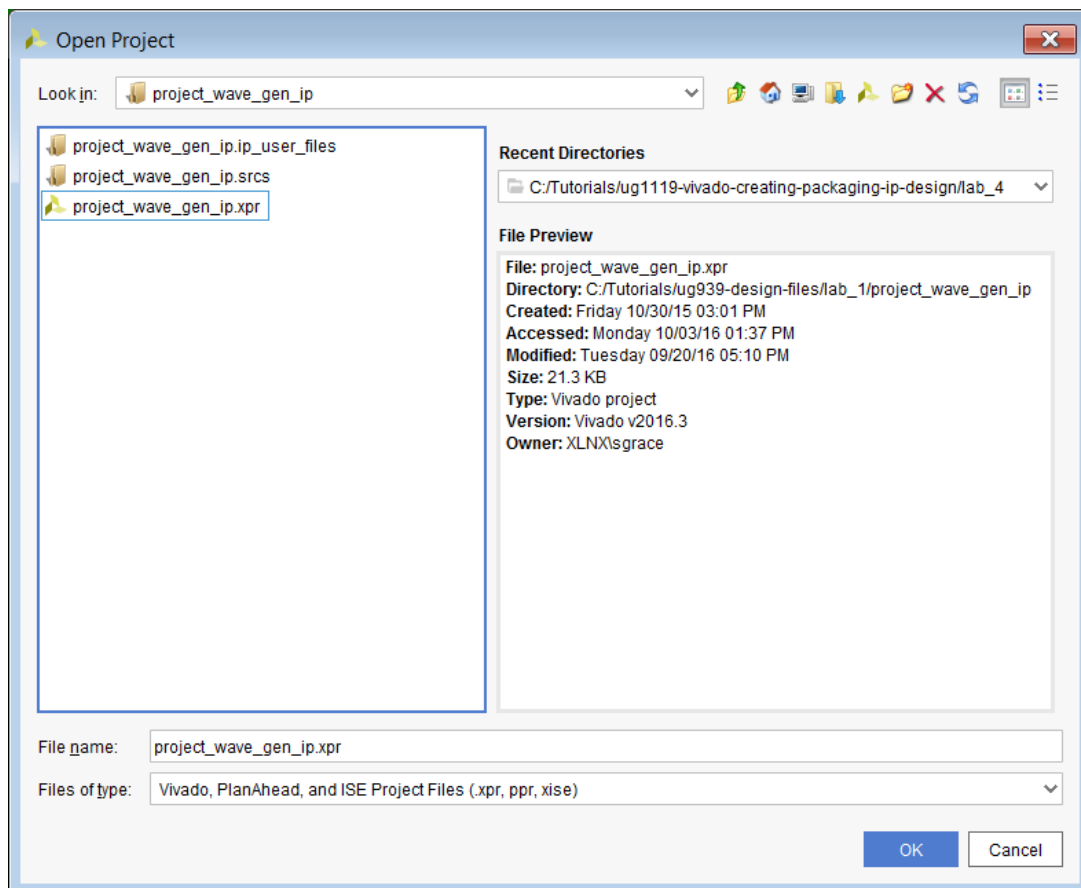 Open Project
Look in: project_wave_gen_ip
project_wave_gen_ip.ip_user_files
project_wave_gen_ip.srcs
project_wave_gen_ip.xpr
Recent Directories
C:/Tutorials/ug1119-vivado-creating-packaging-ip-design/lab_4
File Preview
File: project_wave_gen_ip.xpr
Directory: C:/Tutorials/ug939-design-files/lab_1/project_wave_gen_ip
Created: Friday 10/30/15 03:01 PM
Accessed: Monday 10/03/16 01:37 PM
Modified: Tuesday 09/20/16 05:10 PM
Size: 21.3 KB
Type: Vivado project
Version: Vivado v2016.3
Owner: XLNX\sgrace
File name: project_wave_gen_ip.xpr
Files of type: Vivado, PlanAhead, and ISE Project Files (.xpr, ppr, xise)
OK Cancel